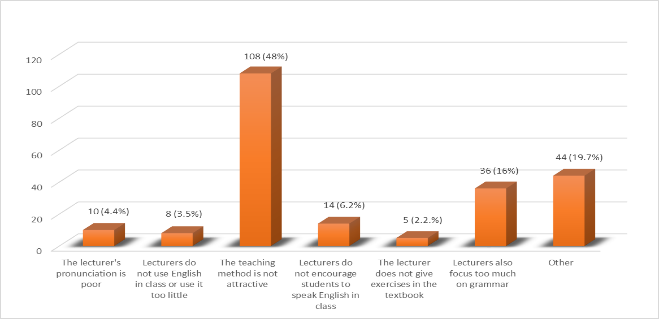 120
100
80
60
40
20
0
10 (4.4%)
8 (3.5%)
108 (48%)
14 (6.2%)
5 (2.2.%)
36 (16%)
44 (19.7%)
The lecturer's
pronunciation is
poor
Lecturers do
not use English
in class or use it
too little
The teaching
method is not
attractive
Lecturers do
not encourage
students to
speak English in
class
The lecturer
does not give
exercises in the
textbook
Lecturers also
focus too much
on grammar
Other